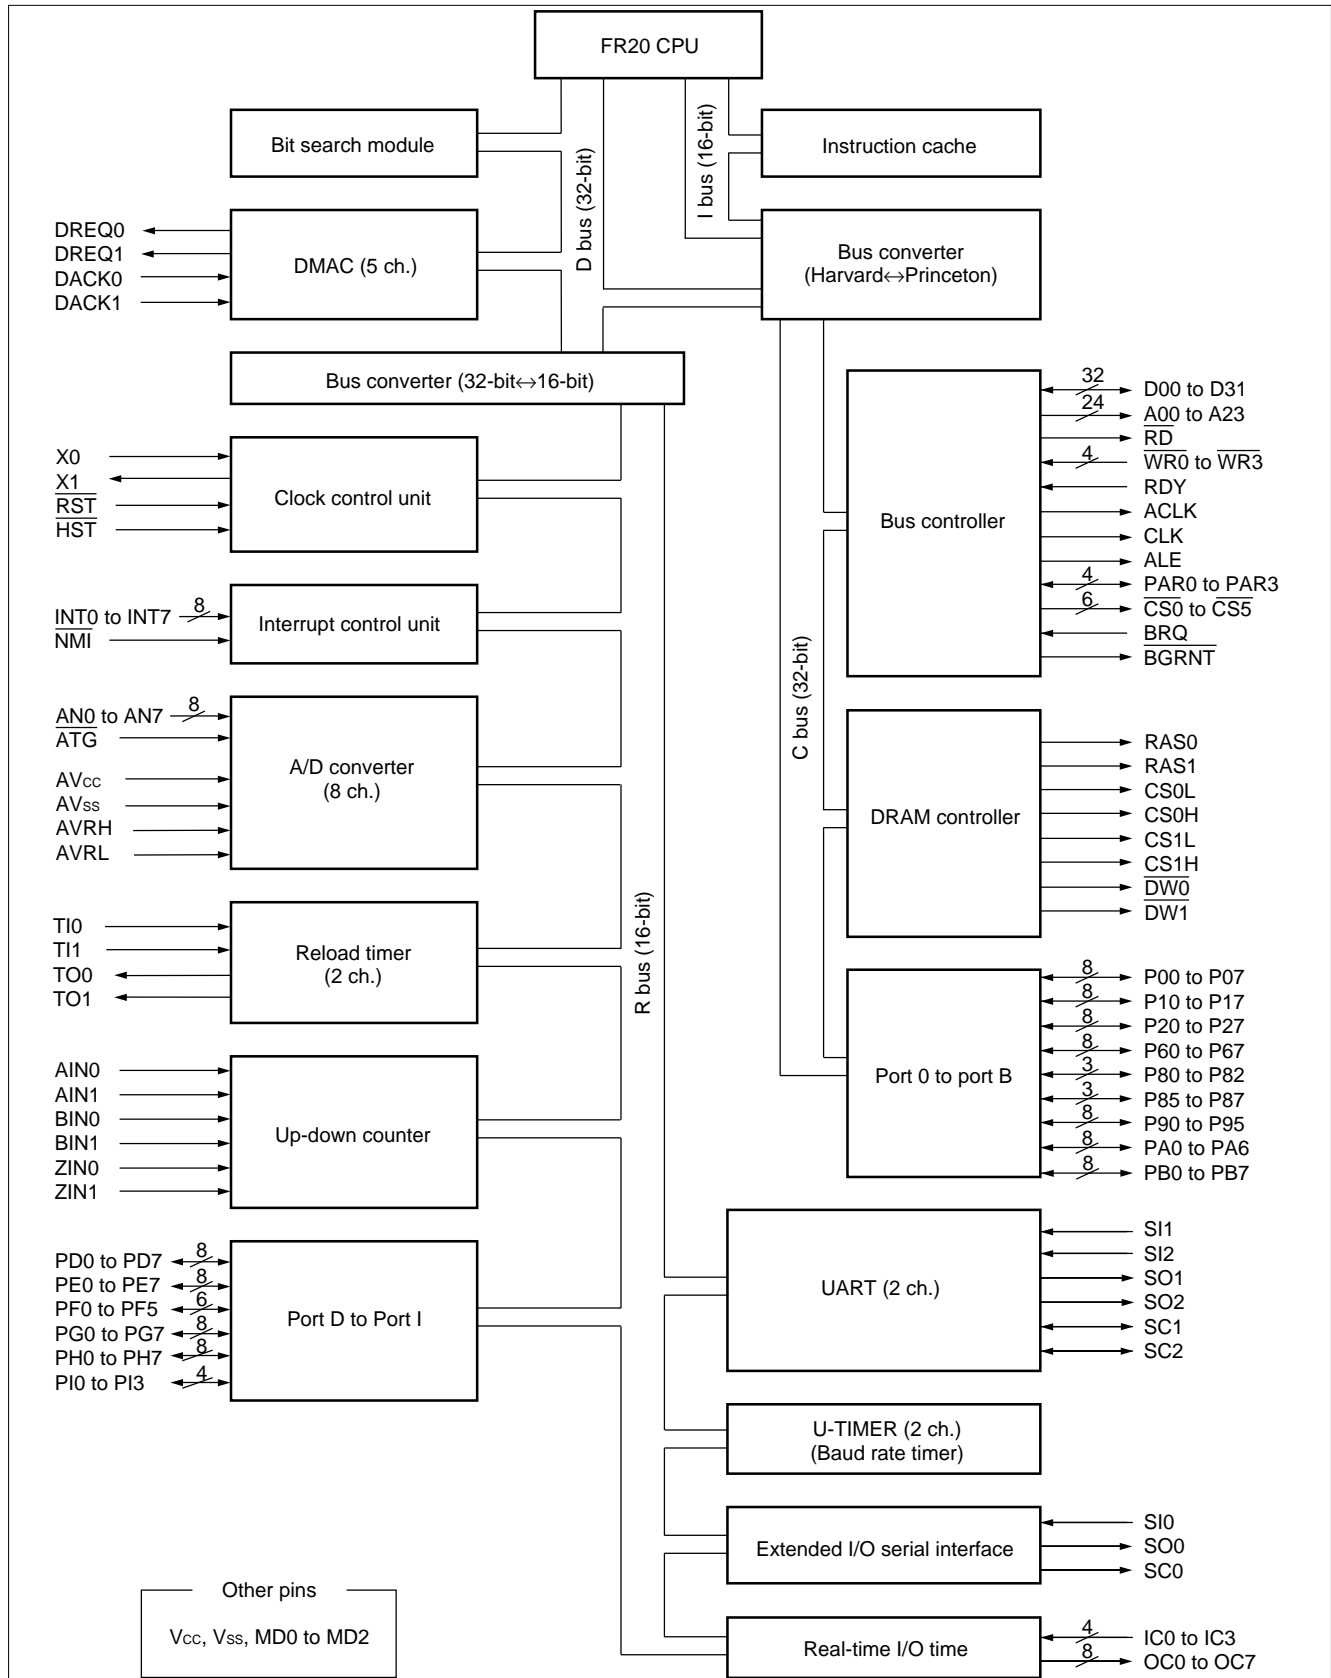 FR20 CPU
Bit search module
Instruction cache
D bus (32-bit)
I bus (16-bit)
DREQ0
DREQ1
DACK0
DACK1
DMAC (5 ch.)
Bus converter
(Harvard↔Princeton)
Bus converter (32-bit↔16-bit)
X0
X1
RST
HST
Clock control unit
INT0 to INT7
8
NMI
Interrupt control unit
AN0 to AN7
8
ATG
AVCC
AVSS
AVRH
AVRL
A/D converter
(8 ch.)
TI0
TI1
TO0
TO1
Reload timer
(2 ch.)
AIN0
AIN1
BIN0
BIN1
ZIN0
ZIN1
Up-down counter
PD0 to PD7
8
PE0 to PE7
8
PF0 to PF5
6
PG0 to PG7
8
PH0 to PH7
8
PI0 to PI3
4
Port D to Port I
R bus (16-bit)
C bus (32-bit)
Bus controller
32
D00 to D31
24
A00 to A23
RD
4
WR0 to WR3
RDY
ACLK
CLK
ALE
4
PAR0 to PAR3
6
CS0 to CS5
BRQ
BGRNT
DRAM controller
RAS0
RAS1
CS0L
CS0H
CS1L
CS1H
DW0
DW1
Port 0 to port B
8
P00 to P07
8
P10 to P17
8
P20 to P27
8
P60 to P67
3
P80 to P82
3
P85 to P87
8
P90 to P95
8
PA0 to PA6
8
PB0 to PB7
UART (2 ch.)
SI1
SI2
SO1
SO2
SC1
SC2
U-TIMER (2 ch.)
(Baud rate timer)
Extended I/O serial interface
SI0
SO0
SC0
Real-time I/O time
4
IC0 to IC3
8
OC0 to OC7
Other pins
VCC, VSS, MD0 to MD2